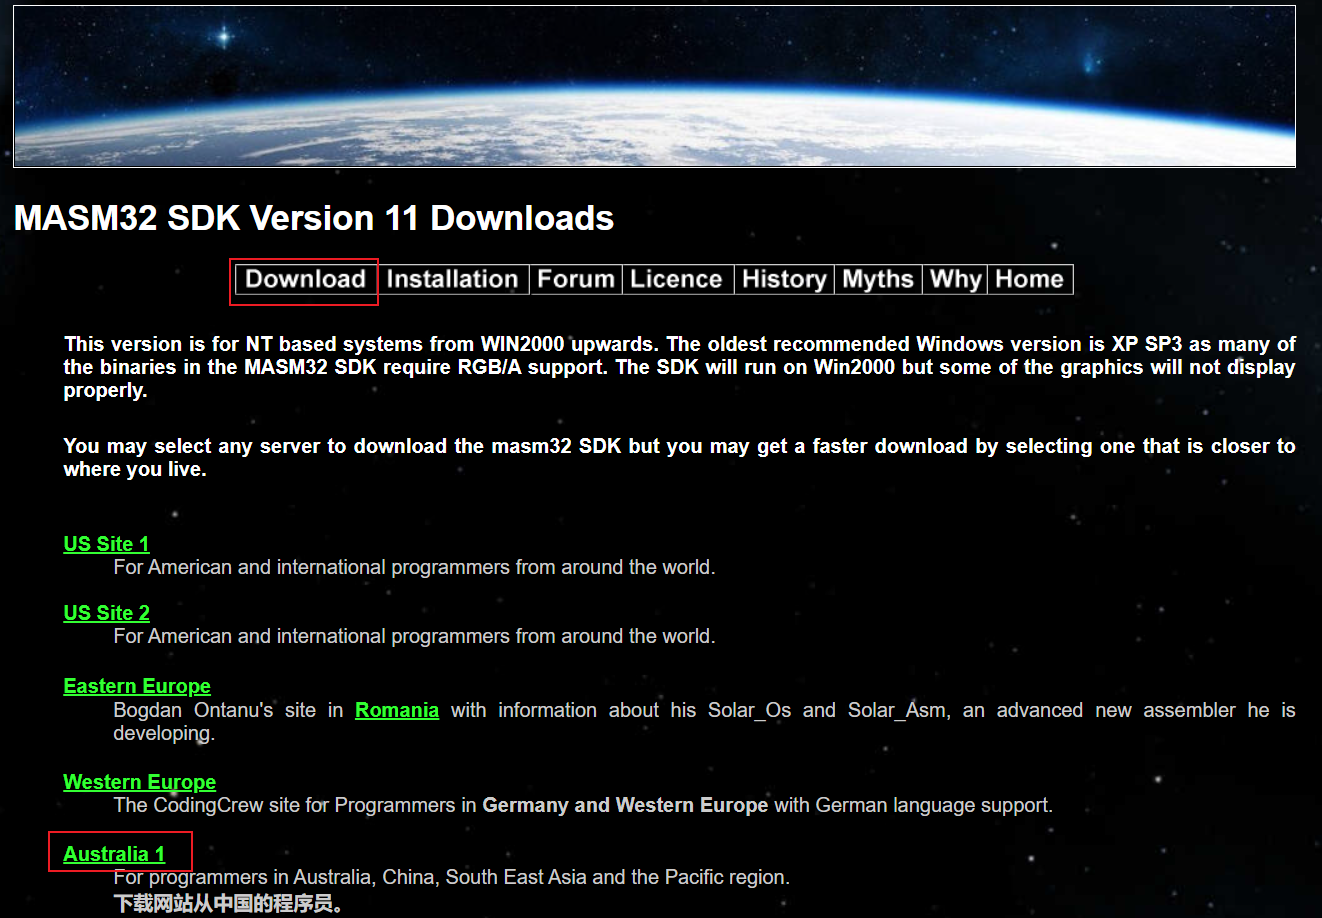 MASM32 SDK Version 11 Downloads
Download Installation Forum Licence History Myths Why Home
This version is for NT based systems from WIN2000 upwards. The oldest recommended Windows version is XP SP3 as many of
the binaries in the MASM32 SDK require RGB/A support. The SDK will run on Win2000 but some of the graphics will not display
properly.
You may select any server to download the masm32 SDK but you may get a faster download by selecting one that is closer to
where you live.
US Site 1
For American and international programmers from around the world.
US Site 2
For American and international programmers from around the world.
Eastern Europe
Bogdan Ontanu's site in Romania with information about his Solar_Os and Solar_Asm, an advanced new assembler he is
developing.
Western Europe
The CodingCrew site for Programmers in Germany and Western Europe with German language support.
Australia 1
For programmers in Australia, China, South East Asia and the Pacific region.
下载网站从中国的程序员。